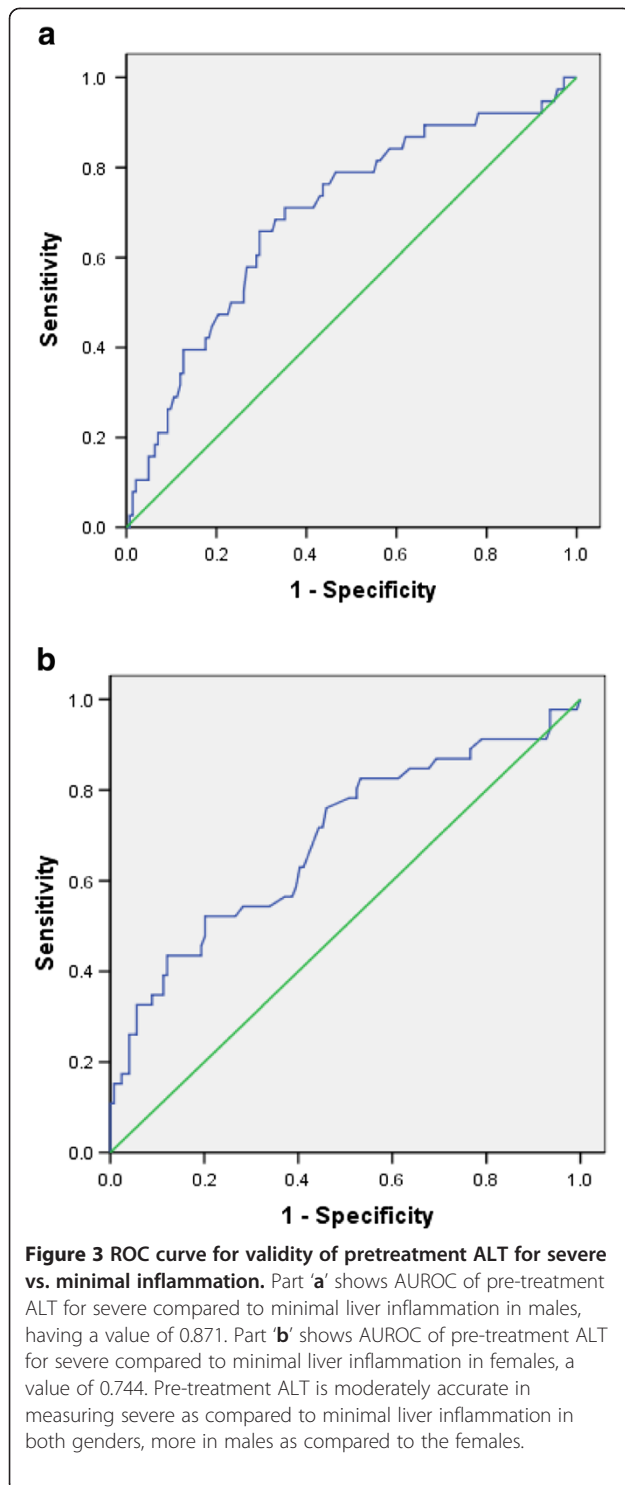 a
1.0
0.8
0.6
0.4
0.2
0.0
Sensitivity
0.0 0.2 0.4 0.6 0.8 1.0
1 - Specificity
b
1.0
0.8
0.6
0.4
0.2
0.0
Sensitivity
0.0 0.2 0.4 0.6 0.8 1.0
1 - Specificity
Figure 3 ROC curve for validity of pretreatment ALT for severe
vs. minimal inflammation. Part ‘a’ shows AUROC of pre-treatment
ALT for severe compared to minimal liver inflammation in males,
having a value of 0.871. Part ‘b’ shows AUROC of pre-treatment ALT
for severe compared to minimal liver inflammation in females, a
value of 0.744. Pre-treatment ALT is moderately accurate in
measuring severe as compared to minimal liver inflammation in
both genders, more in males as compared to the females.